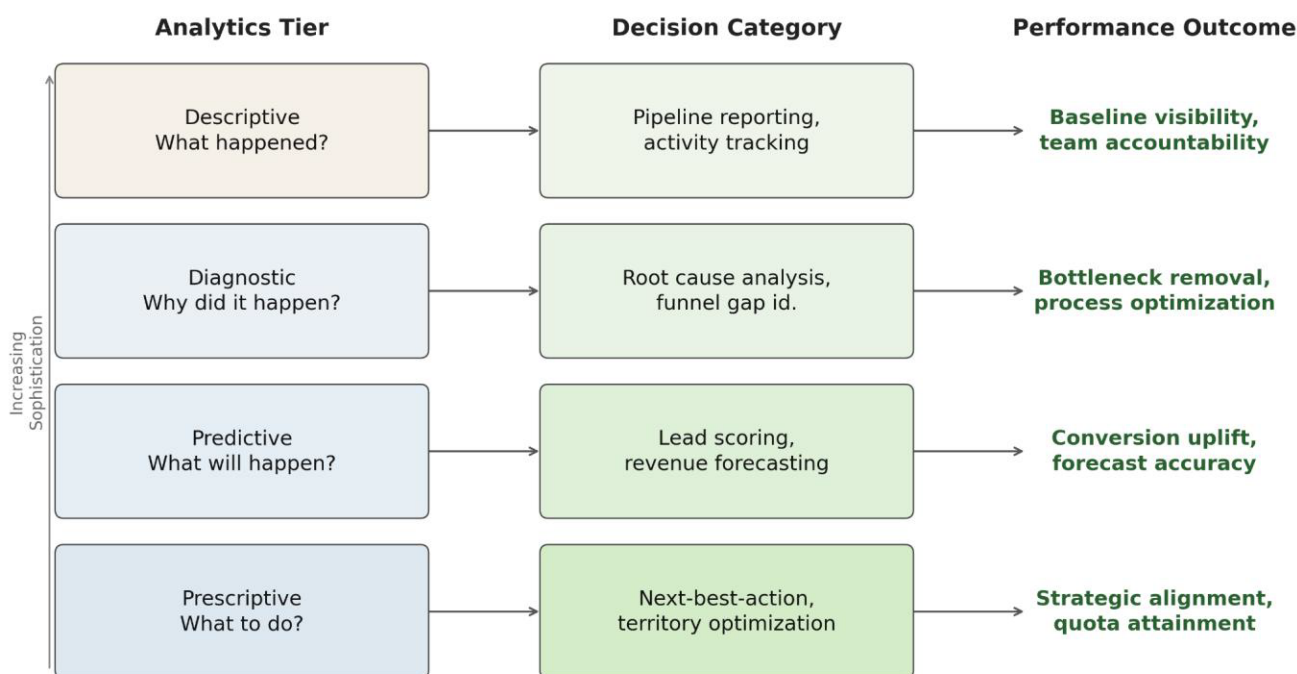 Analytics Tier
Decision Category
Performance Outcome
Descriptive
What happened?
Pipeline reporting,
activity tracking
Baseline visibility,
team accountability
Diagnostic
Why did it happen?
Root cause analysis,
funnel gap id.
Bottleneck removal,
process optimization
Increasing
Sophistication
Predictive
What will happen?
Lead scoring,
revenue forecasting
Conversion uplift,
forecast accuracy
Prescriptive
What to do?
Next-best-action,
territory optimization
Strategic alignment,
quota attainment